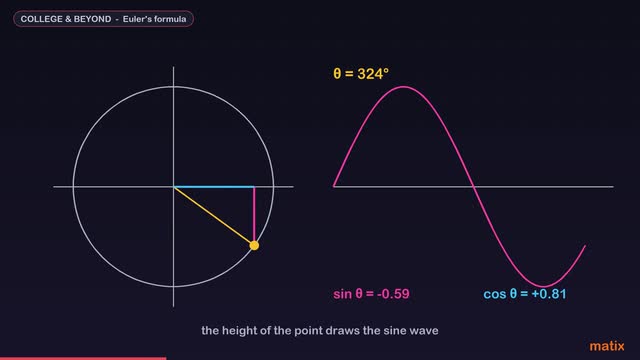 COLLEGE & BEYOND - Euler's formula
θ = 324°
sin θ = -0.59
cos θ = +0.81
the height of the point draws the sine wave
matix